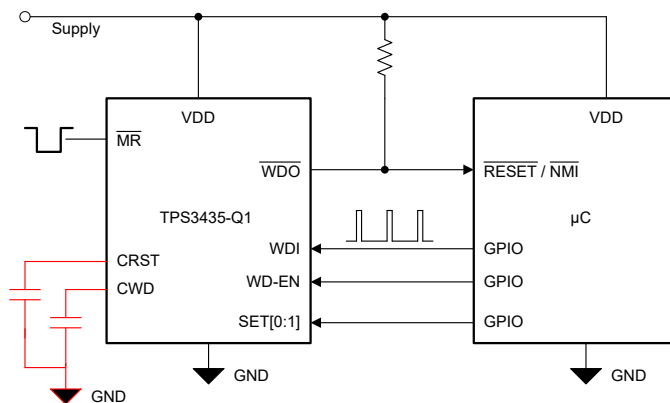 Supply
VDD
VDD
MR
WDO
RESET / NMI
TPS3435-Q1
µC
WDI
GPIO
CRST
WD-EN
GPIO
CWD
SET[0:1]
GPIO
GND
GND
GND